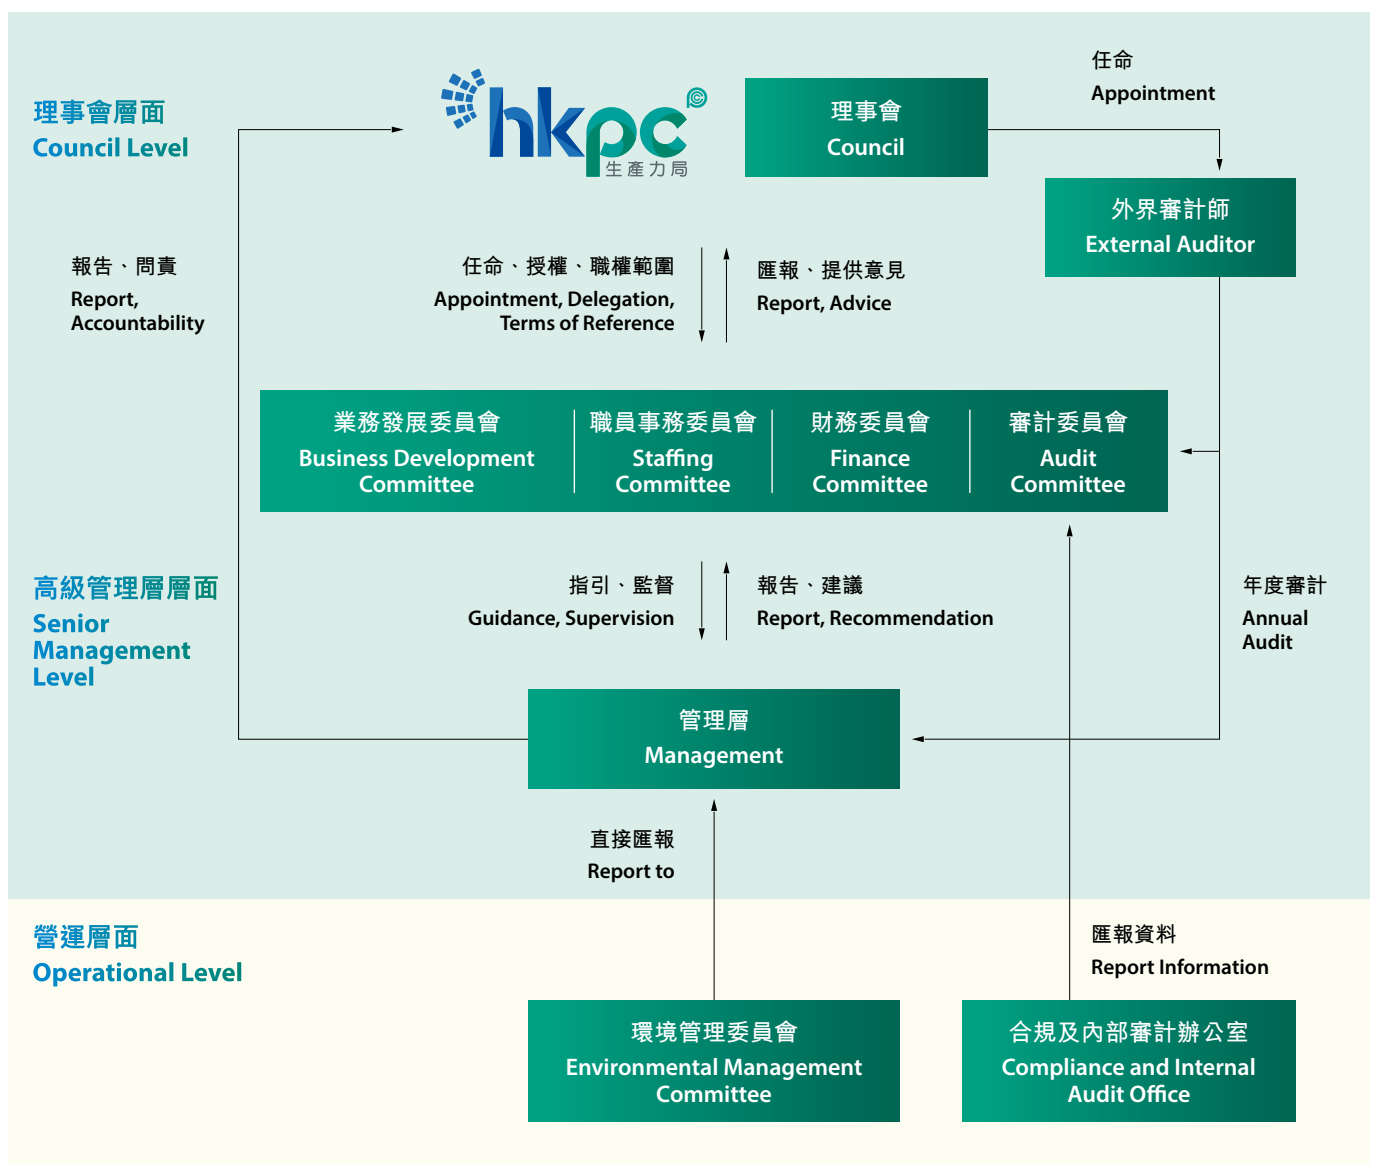 理事會層面
Council Level
hkpc
生產力局
理事會
Council
任命
Appointment
外界審計師
External Auditor
報告、問責
Report,
Accountability
任命、授權、職權範圍
Appointment, Delegation,
Terms of Reference
匯報、提供意見
Report, Advice
業務發展委員會
Business Development
Committee
職員事務委員會
Staffing
Committee
財務委員會
Finance
Committee
審計委員會
Audit
Committee
高級管理層層面
Senior
Management
Level
指引、監督
Guidance, Supervision
報告、建議
Report, Recommendation
年度審計
Annual
Audit
管理層
Management
直接匯報
Report to
營運層面
Operational Level
匯報資料
Report Information
環境管理委員會
Environmental Management
Committee
合規及內部審計辦公室
Compliance and Internal
Audit Office